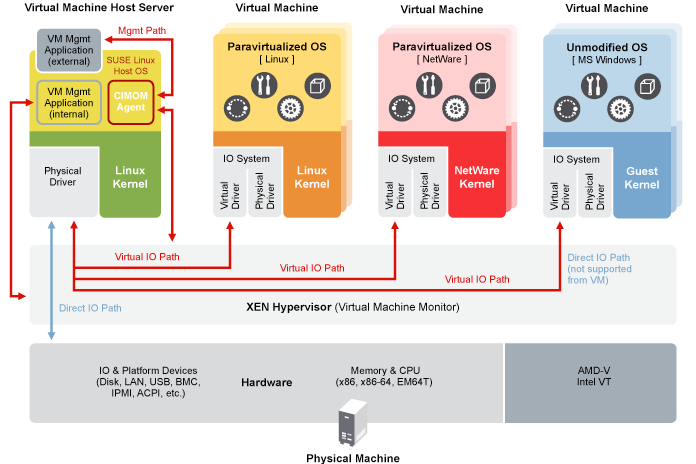 Virtual Machine Host Server
Virtual Machine
Virtual Machine
Virtual Machine
VM Mgmt
Application
(external)
Mgmt Path
SUSE Linux
Host OS
VM Mgmt
Application
(internal)
CIMOM
Agent
Physical
Driver
Linux
Kernel
Paravirtualized OS
[ Linux ]
IO System
Virtual
Driver
Physical
Driver
Linux
Kernel
Paravirtualized OS
[ NetWare ]
IO System
Virtual
Driver
Physical
Driver
NetWare
Kernel
Unmodified OS
[ MS Windows ]
IO System
Virtual
Driver
Physical
Driver
Guest
Kernel
Virtual IO Path
Virtual IO Path
Virtual IO Path
Direct IO Path
(not supported
from VM)
Direct IO Path
XEN Hypervisor (Virtual Machine Monitor)
IO & Platform Devices
(Disk, LAN, USB, BMC,
IPMI, ACPI, etc.)
Hardware
Memory & CPU
(x86, x86-64, EM64T)
AMD-V
Intel VT
Physical Machine